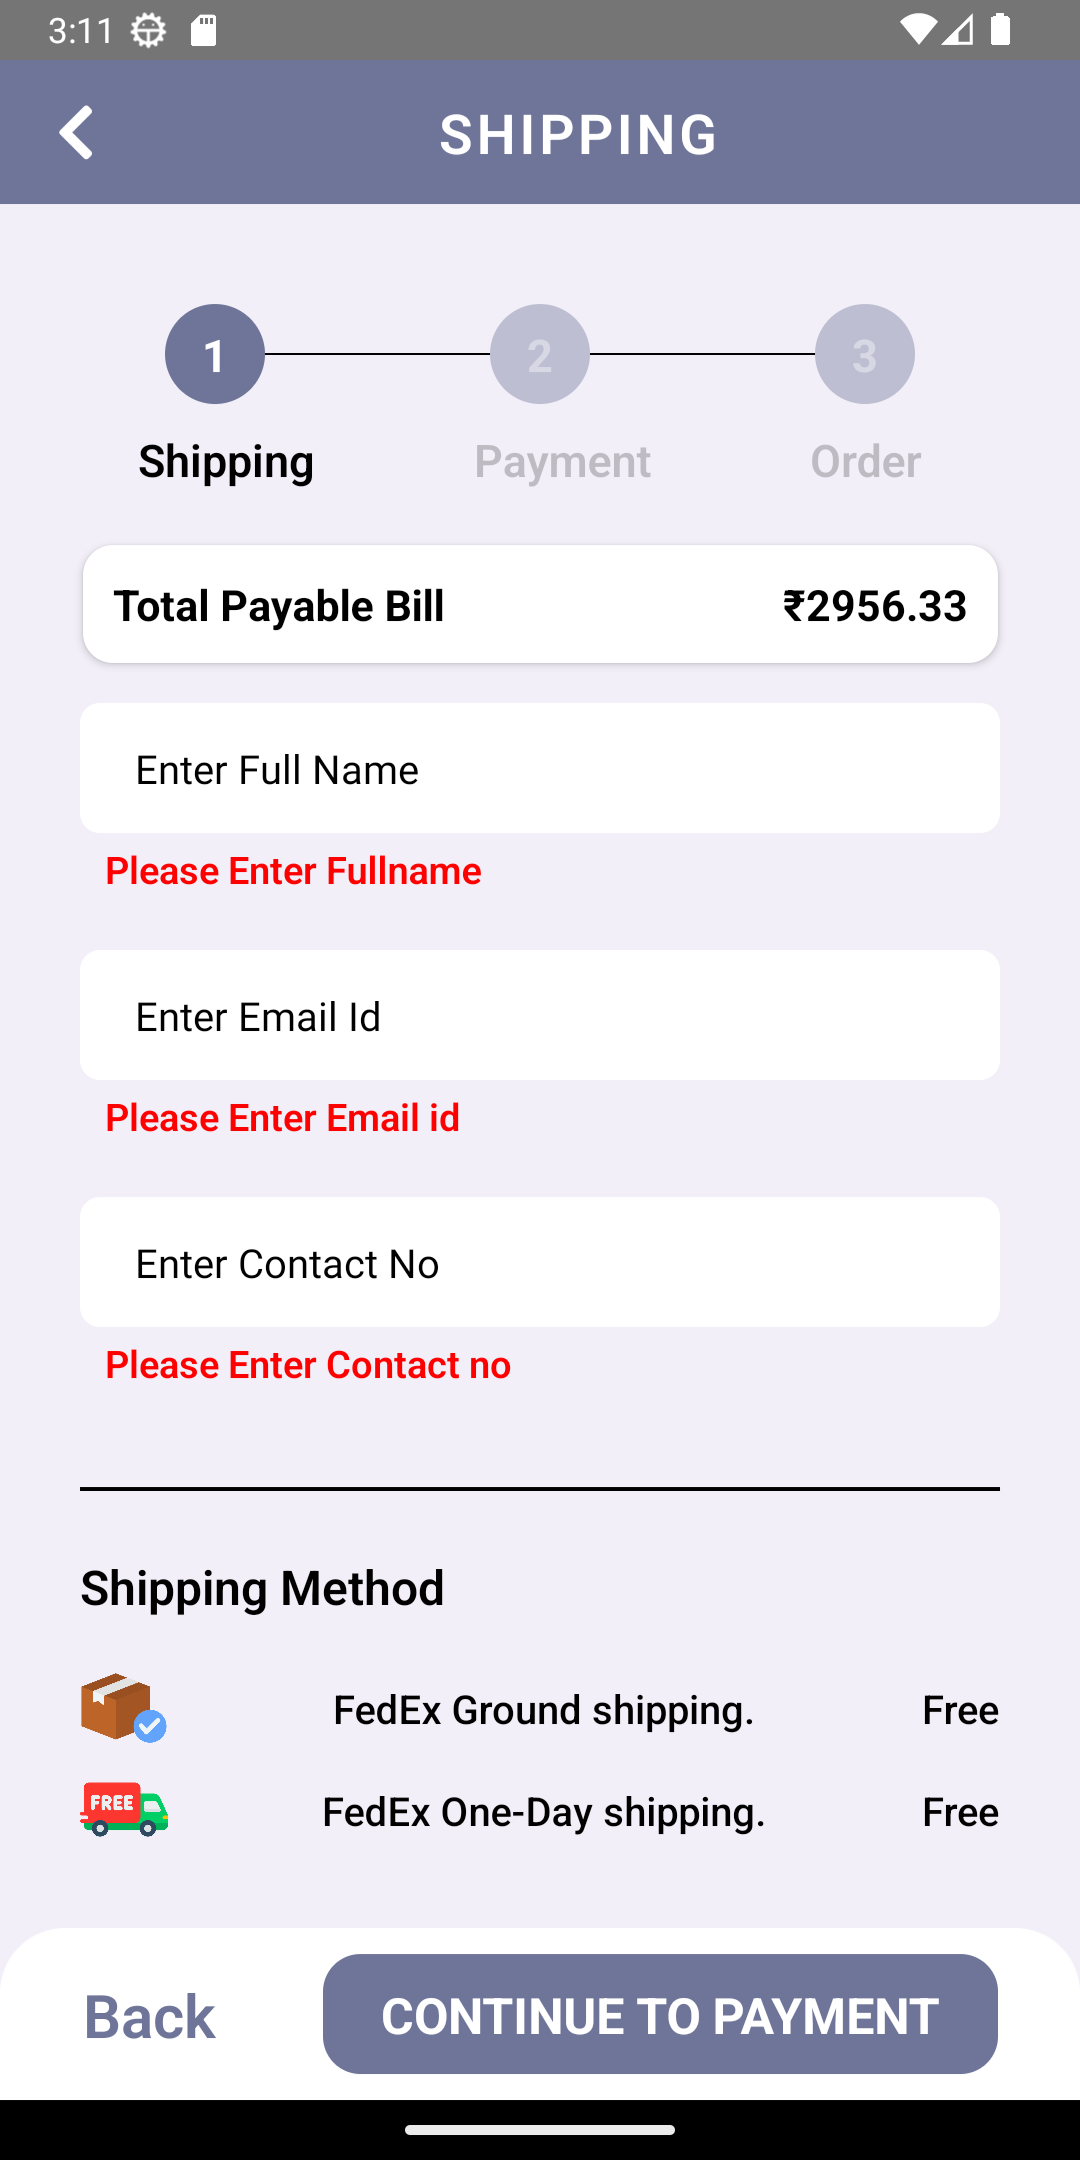 3:11
SHIPPING
1 2 3
Shipping Payment Order
Total Payable Bill ₹2956.33
Enter Full Name
Please Enter Fullname
Enter Email Id
Please Enter Email id
Enter Contact No
Please Enter Contact no
Shipping Method
FedEx Ground shipping. Free
FREE FedEx One-Day shipping. Free
Back CONTINUE TO PAYMENT